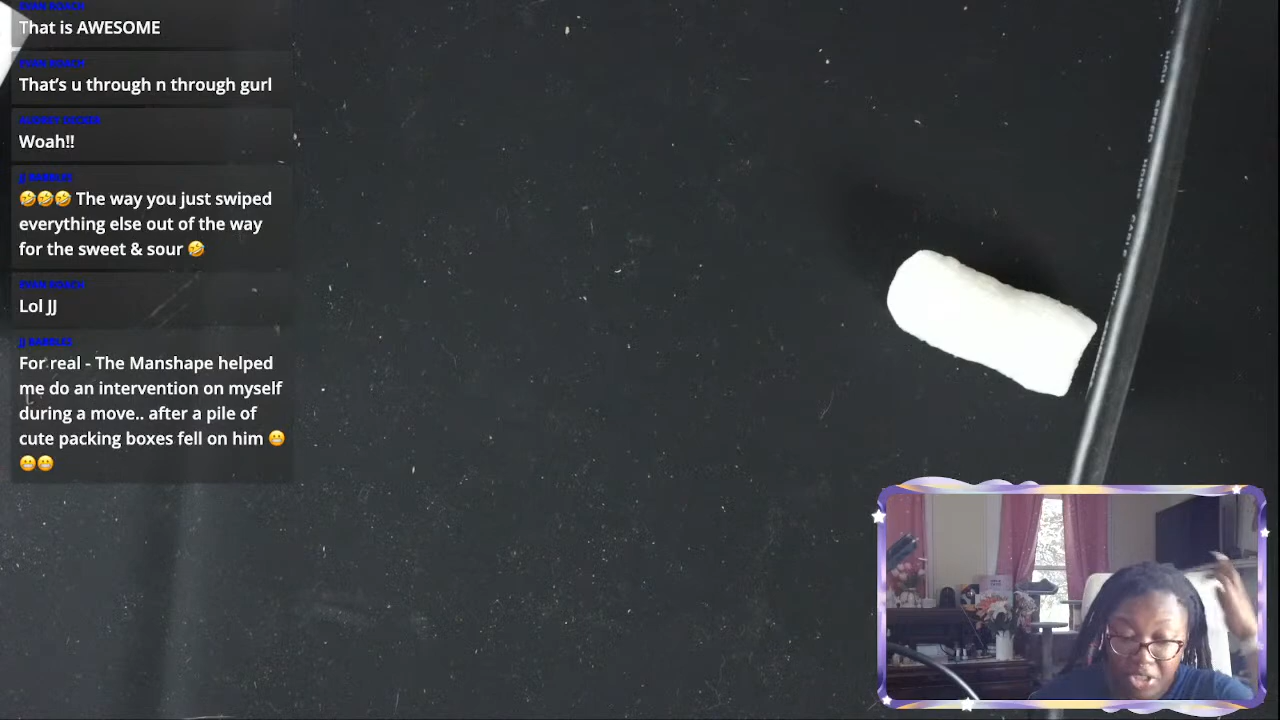 That is AWESOME
That's u through n through gurl
Woah!!
🤣🤣🤣 The way you just swiped
everything else out of the way
for the sweet & sour 🤣
Lol JJ
For real - The Manshape helped
me do an intervention on myself
during a move.. after a pile of
cute packing boxes fell on him 😬
😬😬
HIGH SPEED